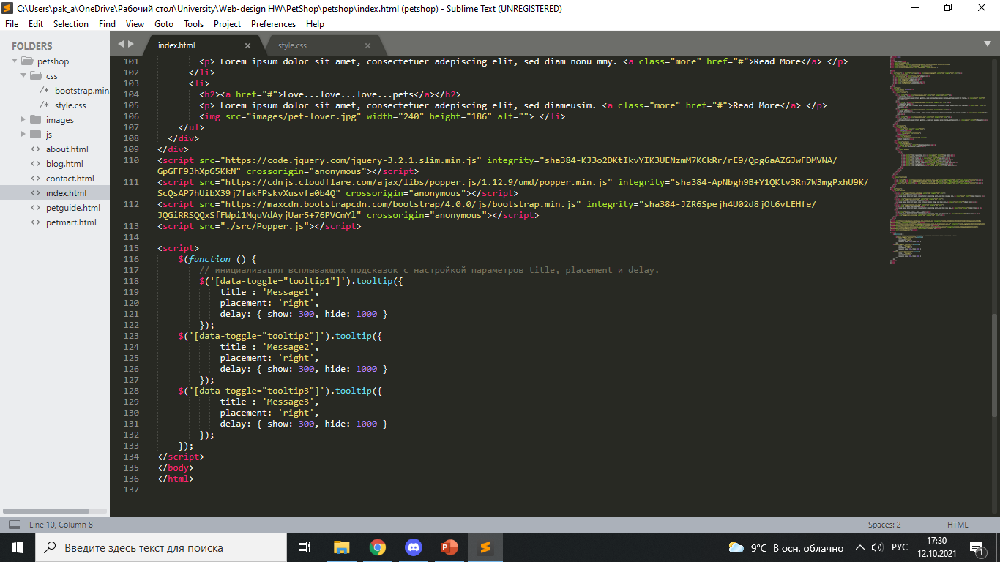 C:\Users\pak_a\OneDrive\Рабочий стол\University\Web-design HW\PetShop\petshop\index.html (petshop) - Sublime Text (UNREGISTERED)
File Edit Selection Find View Goto Tools Project Preferences Help
FOLDERS
petshop
css
/* bootstrap.min
/* style.css
images
js
<> about.html
<> blog.html
<> contact.html
<> index.html
<> petguide.html
<> petmart.html
index.html × style.css ×
101 <p> Lorem ipsum dolor sit amet, consectetuer adipiscing elit, sed diam nonu mmy. <a class="more" href="#">Read More</a> </p>
102 </li>
103 <li>
104 <h2><a href="#">Love...love...love...pets</a></h2>
105 <p> Lorem ipsum dolor sit amet, consectetuer adipiscing elit, sed diameusim. <a class="more" href="#">Read More</a> </p>
106 <img src="images/pet-lover.jpg" width="240" height="186" alt=""> </li>
107 </ul>
108 </div>
109 </div>
110 <script src="https://code.jquery.com/jquery-3.2.1.slim.min.js" integrity="sha384-KJ3o2DKtIkvYIK3UENzmM7KCkRr/rE9/Qpg6aAZGJwFDMVNA/
GpGFF93hXpG5KkN" crossorigin="anonymous"></script>
111 <script src="https://cdnjs.cloudflare.com/ajax/libs/popper.js/1.12.9/umd/popper.min.js" integrity="sha384-ApNbgh9B+Y1QKtv3Rn7W3mgPxhU9K/
ScQsAP7hUibX39j7fakFPskvXusvfa0b4Q" crossorigin="anonymous"></script>
112 <script src="https://maxcdn.bootstrapcdn.com/bootstrap/4.0.0/js/bootstrap.min.js" integrity="sha384-JZR6Spejh4U02d8jOt6vLEHfe/
JQGiRRSQQxSfFWpi1MquVdAyjUar5+76PVCmYl" crossorigin="anonymous"></script>
113 <script src="./src/Popper.js"></script>
114
115 <script>
116 $(function () {
117 // инициализация всплывающих подсказок с настройкой параметров title, placement и delay.
118 $('[data-toggle="tooltip1"]').tooltip({
119 title : 'Message1',
120 placement: 'right',
121 delay: { show: 300, hide: 1000 }
122 });
123 $('[data-toggle="tooltip2"]').tooltip({
124 title : 'Message2',
125 placement: 'right',
126 delay: { show: 300, hide: 1000 }
127 });
128 $('[data-toggle="tooltip3"]').tooltip({
129 title : 'Message3',
130 placement: 'right',
131 delay: { show: 300, hide: 1000 }
132 });
133 });
134 </script>
135 </body>
136 </html>
137
Line 10, Column 8 Spaces: 2 HTML
Введите здесь текст для поиска 9°C В осн. облачно РУС 17:30
12.10.2021 1